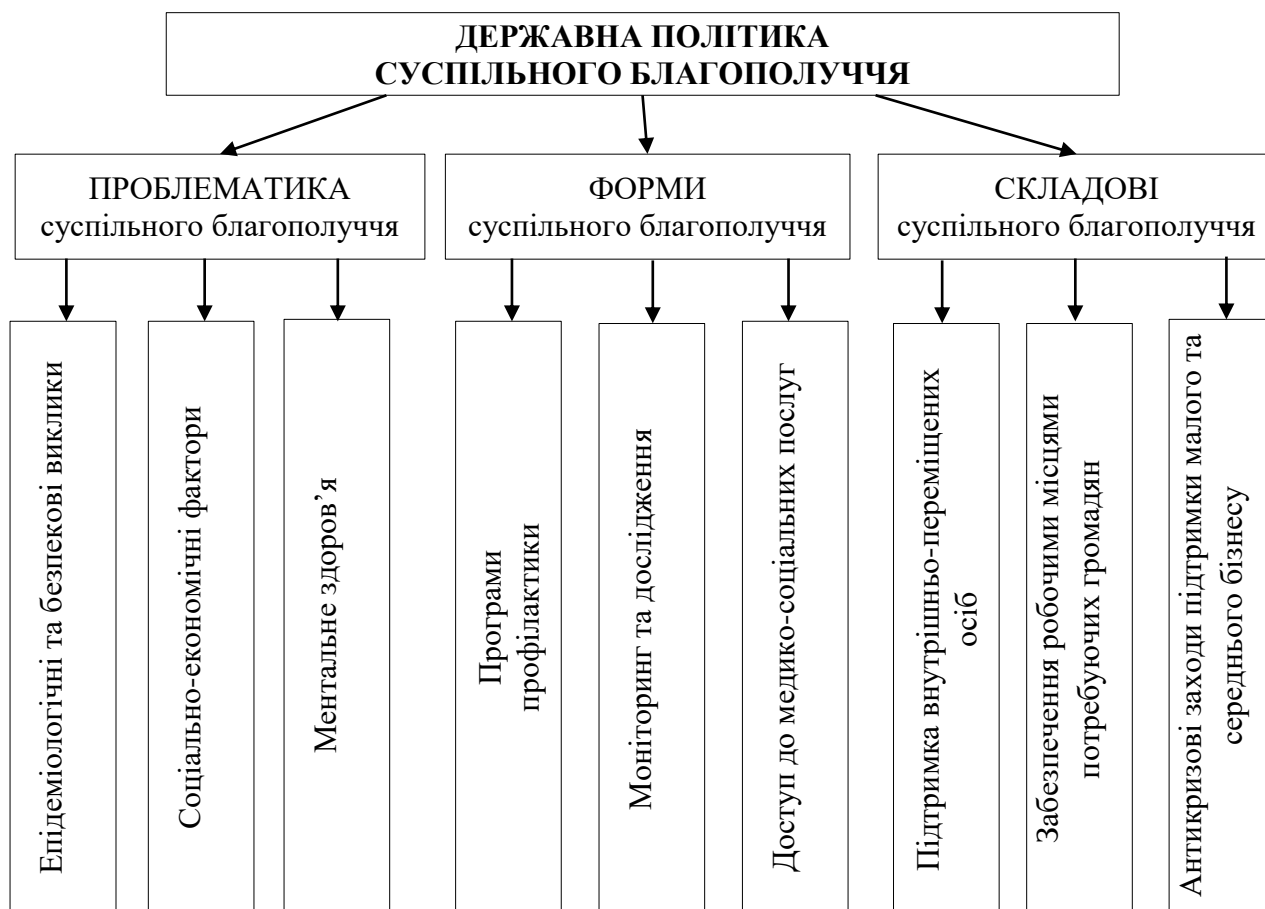 ДЕРЖАВНА ПОЛІТИКА
СУСПІЛЬНОГО БЛАГОПОЛУЧЧЯ
ПРОБЛЕМАТИКА
суспільного благополуччя
ФОРМИ
суспільного благополуччя
СКЛАДОВІ
суспільного благополуччя
Епідеміологічні та безпекові виклики
Соціально-економічні фактори
Ментальне здоров’я
Програми
профілактики
Моніторинг та дослідження
Доступ до медико-соціальних послуг
Підтримка внутрішньо-переміщених
осіб
Забезпечення робочими місцями
потребуючих громадян
Антикризові заходи підтримки малого та
середнього бізнесу